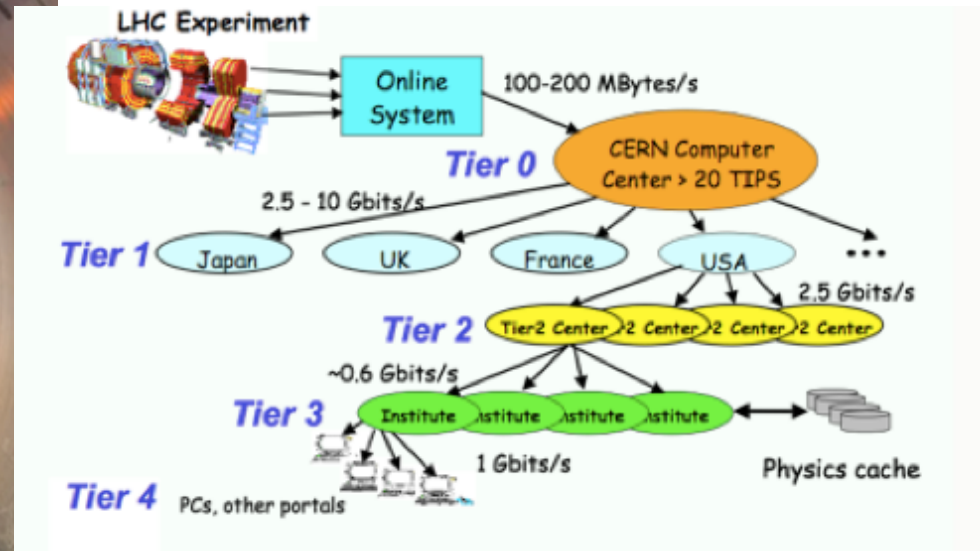 LHC Experiment
Online
System
100-200 MBytes/s
Tier 0
CERN Computer
Center > 20 TIPS
2.5 - 10 Gbits/s
Tier 1
Japan
UK
France
USA
...
2.5 Gbits/s
Tier 2
Tier2 Center
-2 Center
-2 Center
-2 Center
~0.6 Gbits/s
Tier 3
Institute
nstitute
nstitute
nstitute
1 Gbits/s
Physics cache
Tier 4
PCs, other portals